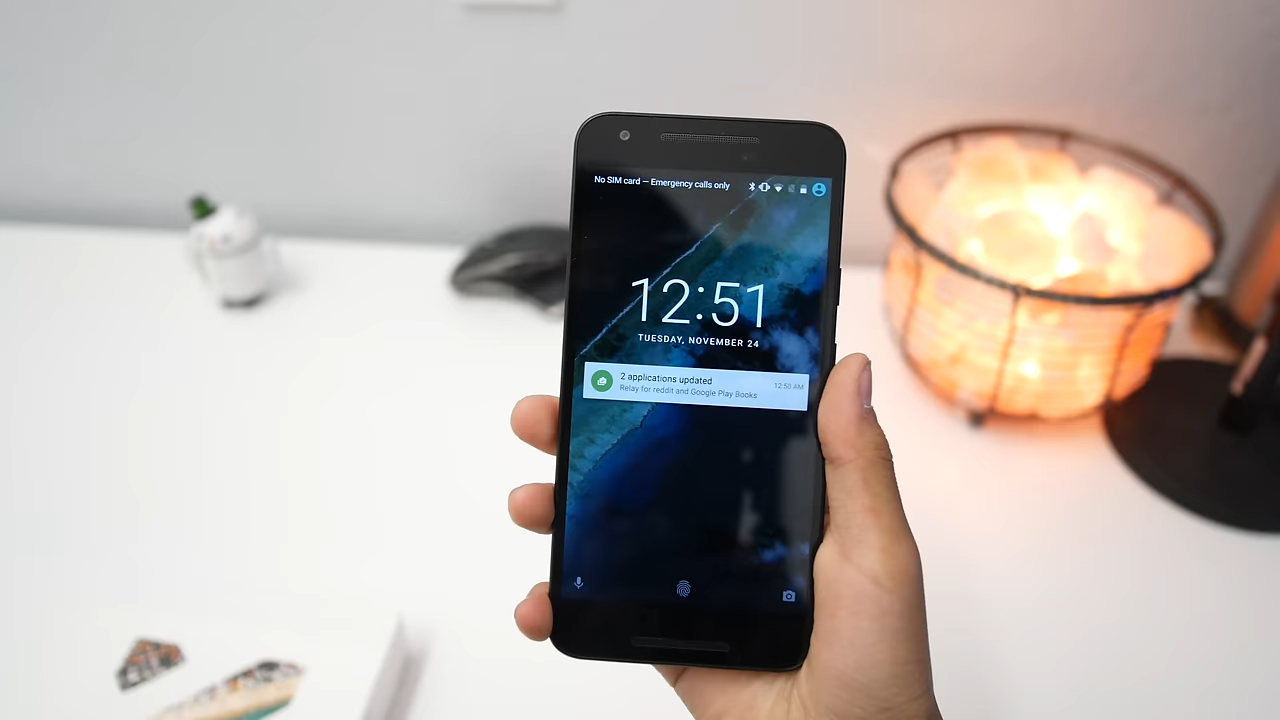 No SIM card — Emergency calls only
12:51
TUESDAY, NOVEMBER 24
2 applications updated
12:50 AM
Relay for reddit and Google Play Books